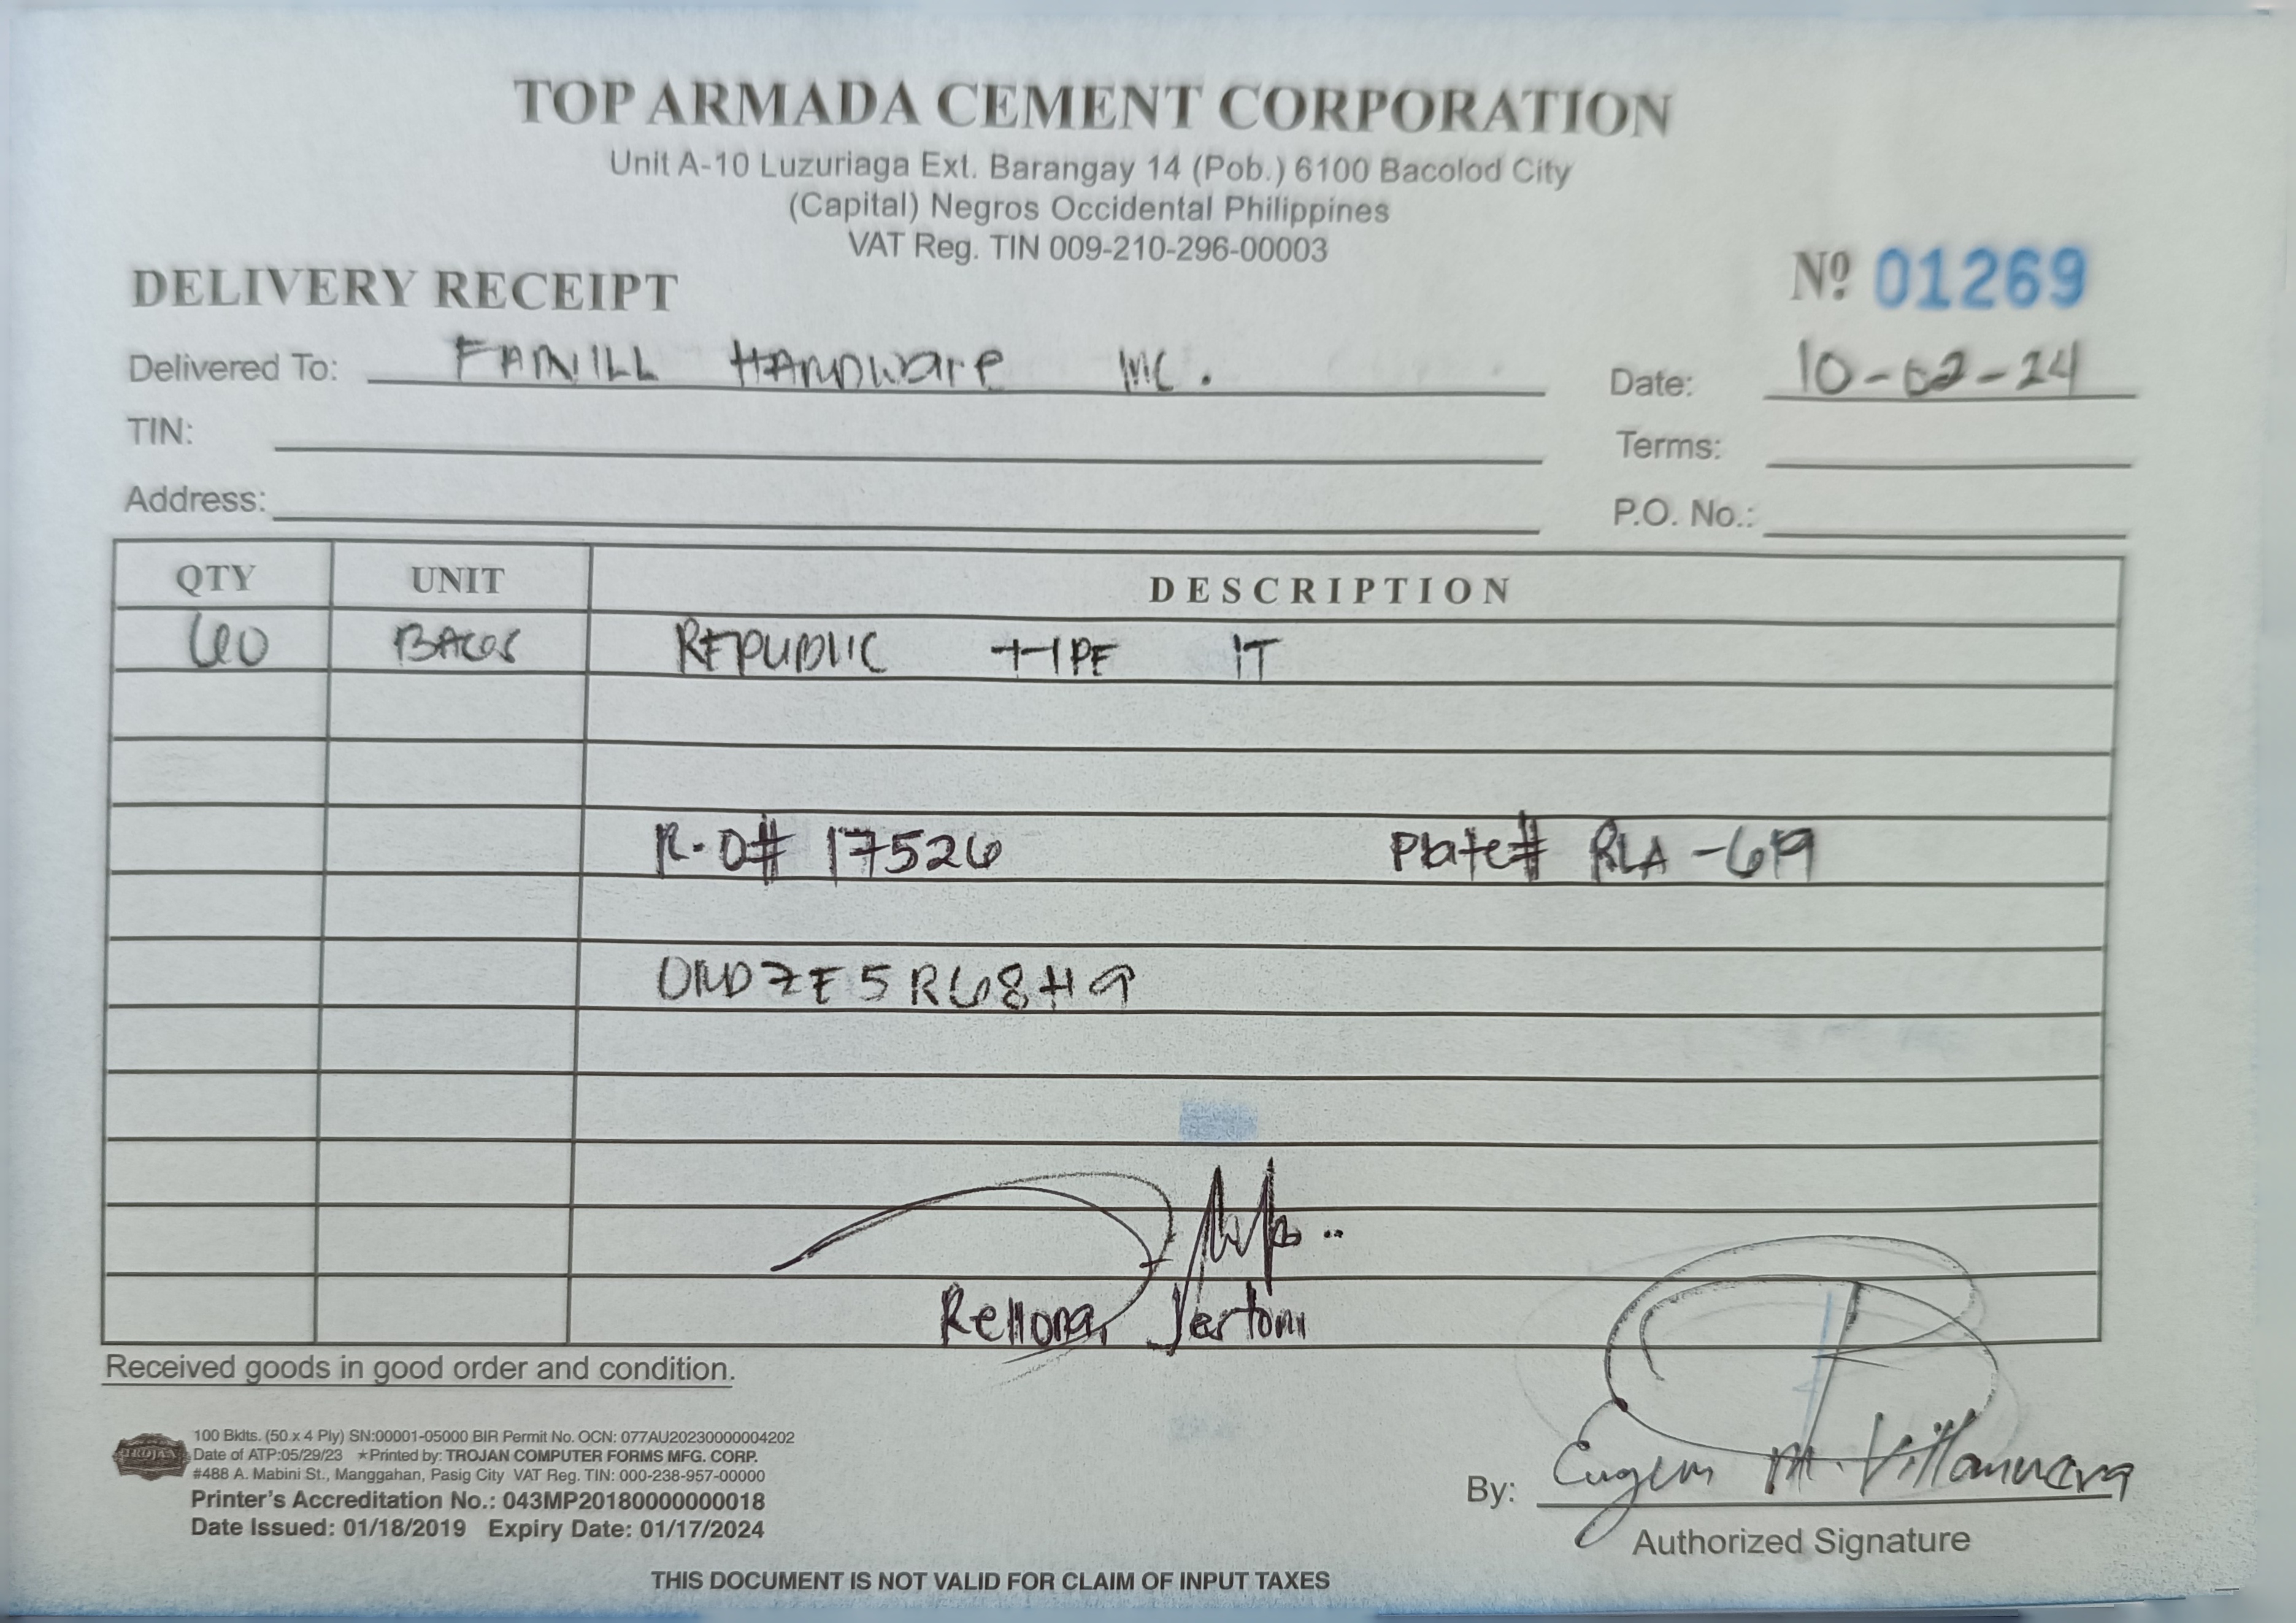 TOP ARMADA CEMENT CORPORATION
Unit A-10 Luzuriaga Ext. Barangay 14 (Pob.) 6100 Bacolod City
(Capital) Negros Occidental Philippines
VAT Reg. TIN 009-210-296-00003
DELIVERY RECEIPT
Nº 01269
Delivered To: Hardware Inc.
Date: 10-02-24
TIN:
Terms:
Address:
P.O. No.:
QTY UNIT DESCRIPTION
60 BAGS REPUBLIC TYPE 1T
R.O# 17526 Plate# RLA-
Rellona, Jertoni
Received goods in good order and condition.
TROJAN
100 Bklts. (50 x 4 Ply) SN:00001-05000 BIR Permit No. OCN: 077AU20230000004202
Date of ATP:05/29/23 ★Printed by: TROJAN COMPUTER FORMS MFG. CORP.
#488 A. Mabini St., Manggahan, Pasig City VAT Reg. TIN: 000-238-957-00000
Printer's Accreditation No.: 043MP20180000000018
Date Issued: 01/18/2019 Expiry Date: 01/17/2024
By: M. Villanueva
Authorized Signature
THIS DOCUMENT IS NOT VALID FOR CLAIM OF INPUT TAXES